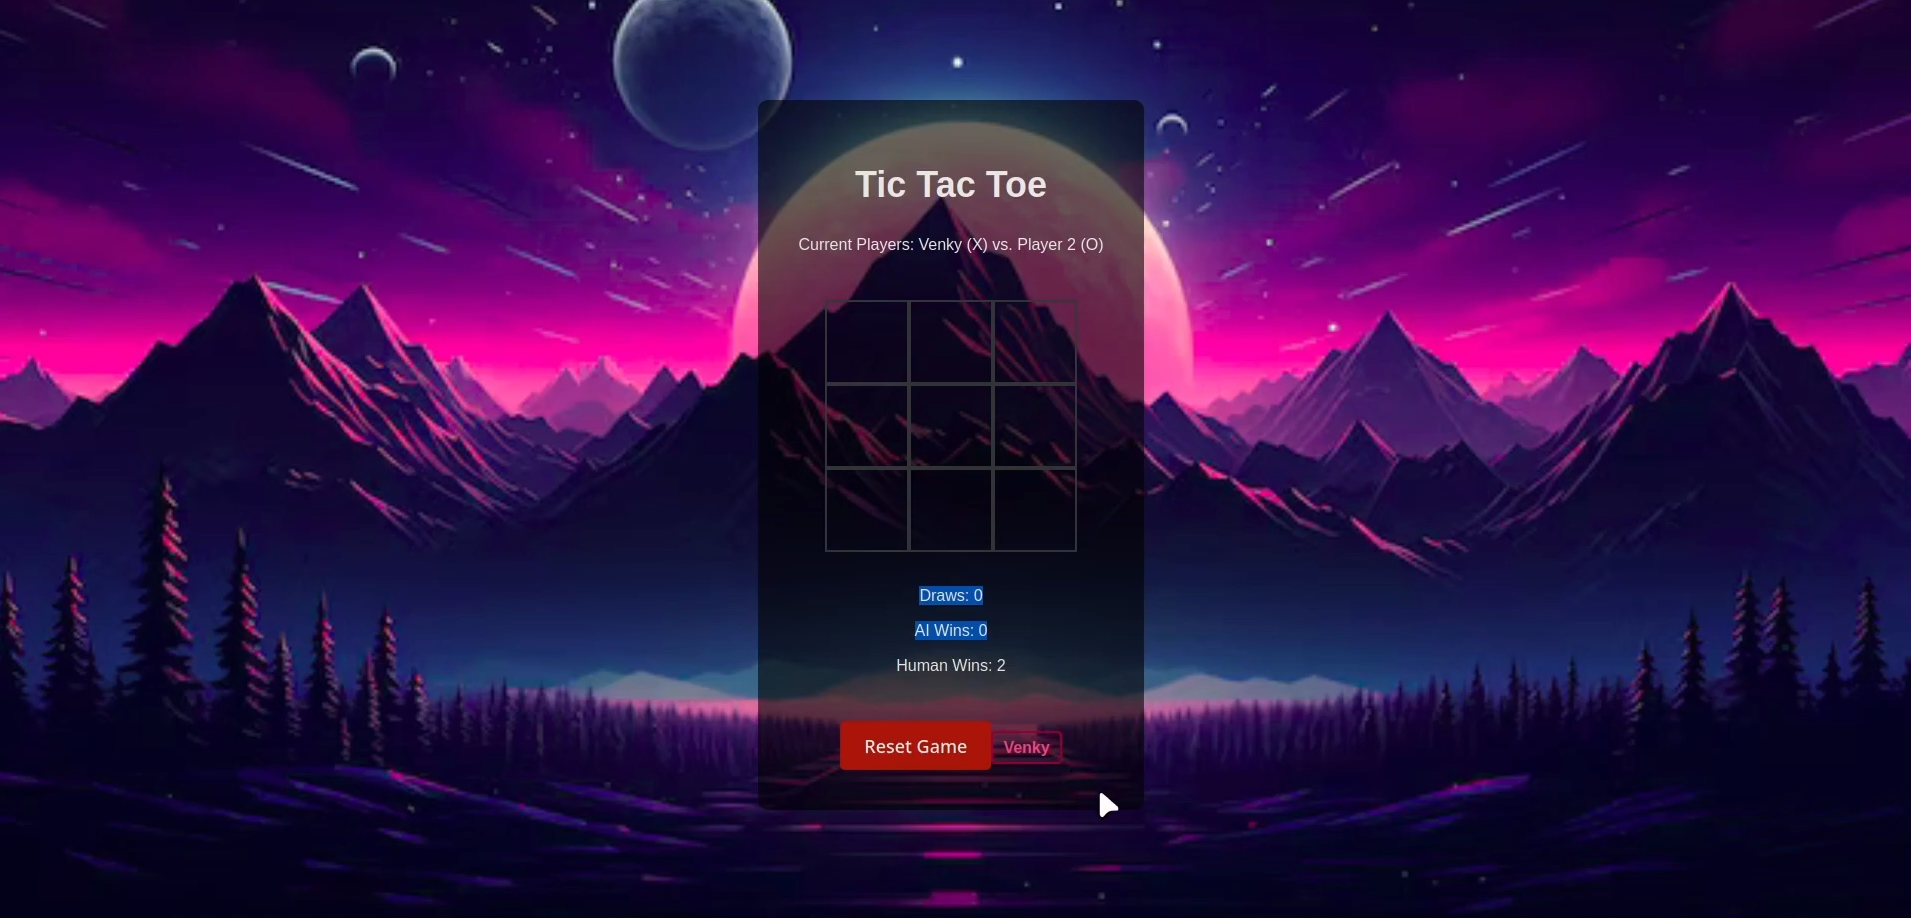 Tic Tac Toe
Current Players: Venky (X) vs. Player 2 (O)
Draws: 0
AI Wins: 0
Human Wins: 2
Reset Game
Venky